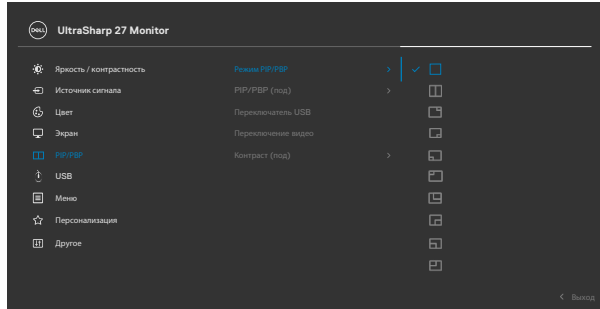 DELL UltraSharp 27 Monitor
Яркость / контрастность
Режим PIP/PBP
Источник сигнала
PIP/PBP (под)
Цвет
Переключатель USB
Экран
Переключение видео
PIP/PBP
Контраст (под)
USB
Меню
Персонализация
Другое
Выход